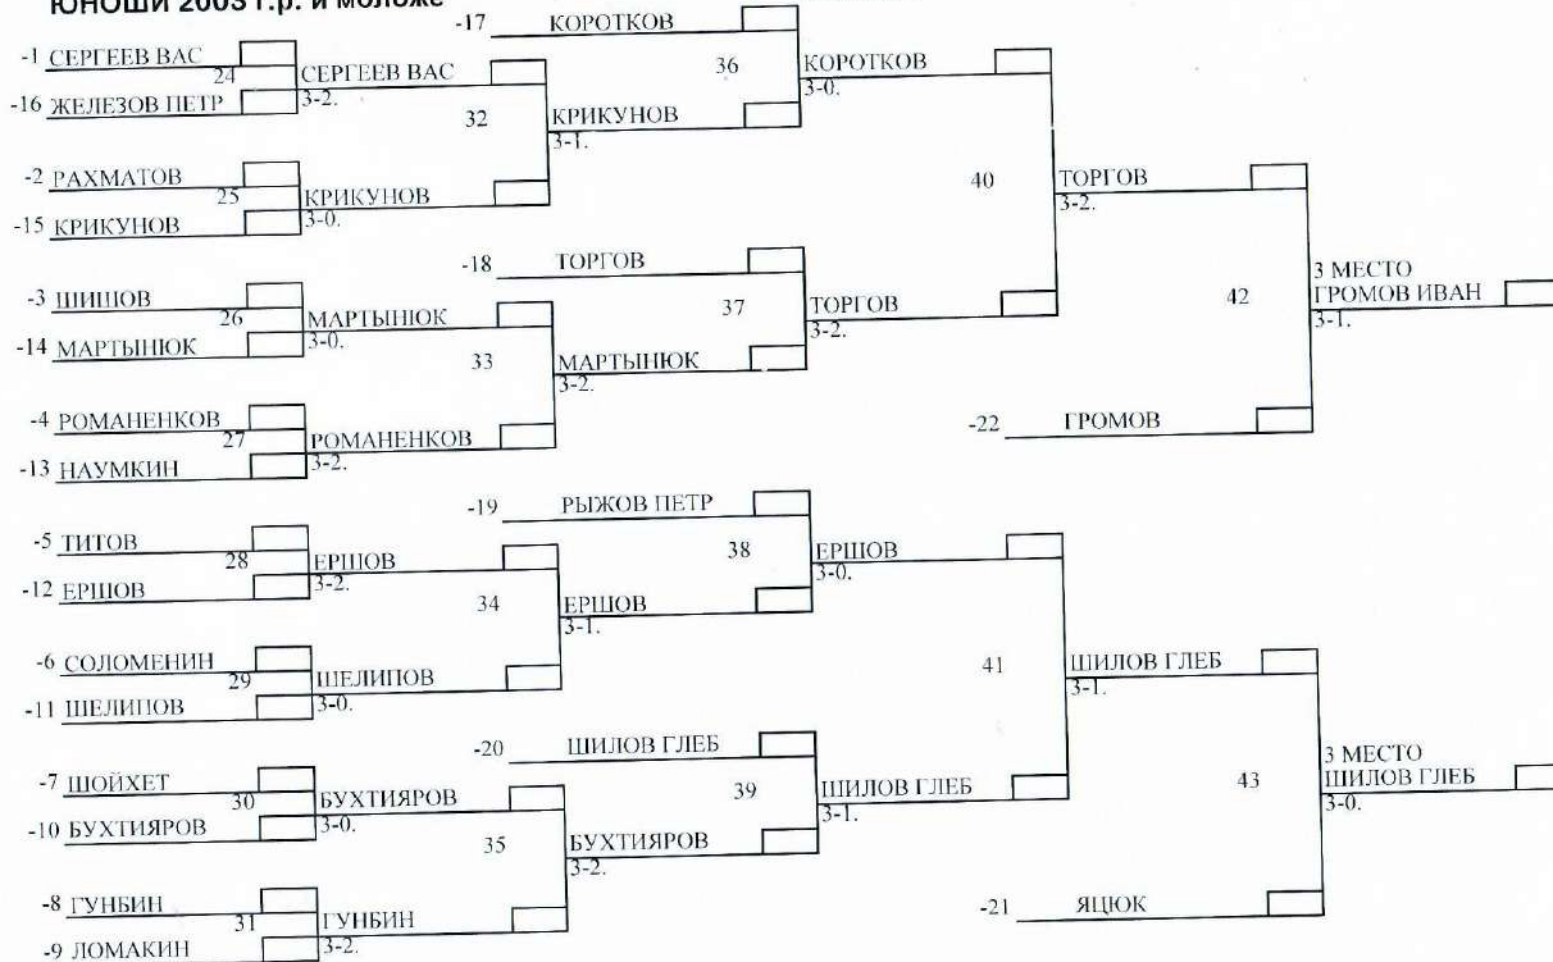 ЮНОШИ 2003 г.р. и моложе
-17 КОРОТКОВ
-1 СЕРГЕЕВ ВАС
24
СЕРГЕЕВ ВАС
3-2.
-16 ЖЕЛЕЗОВ ПЕТР
36
КОРОТКОВ
3-0.
32
КРИКУНОВ
3-1.
-2 РАХМАТОВ
25
КРИКУНОВ
3-0.
-15 КРИКУНОВ
40
ТОРГОВ
3-2.
-18 ТОРГОВ
-3 ШИШОВ
26
МАРТЫНЮК
3-0.
-14 МАРТЫНЮК
37
ТОРГОВ
3-2.
42
3 МЕСТО
ГРОМОВ ИВАН
3-1.
33
МАРТЫНЮК
3-2.
-4 РОМАНЕНКОВ
27
РОМАНЕНКОВ
3-2.
-13 НАУМКИН
-22 ГРОМОВ
-19 РЫЖОВ ПЕТР
-5 ТИТОВ
28
ЕРШОВ
3-2.
-12 ЕРШОВ
38
ЕРШОВ
3-0.
34
ЕРШОВ
3-1.
-6 СОЛОМЕНИН
29
ШЕЛИПОВ
3-0.
-11 ШЕЛИПОВ
41
ШИЛОВ ГЛЕБ
3-1.
-20 ШИЛОВ ГЛЕБ
-7 ШОЙХЕТ
30
БУХТИЯРОВ
3-0.
-10 БУХТИЯРОВ
39
ШИЛОВ ГЛЕБ
3-1.
43
3 МЕСТО
ШИЛОВ ГЛЕБ
3-0.
35
БУХТИЯРОВ
3-2.
-8 ГУНБИН
31
ГУНБИН
3-2.
-9 ЛОМАКИН
-21 ЯЦЮК